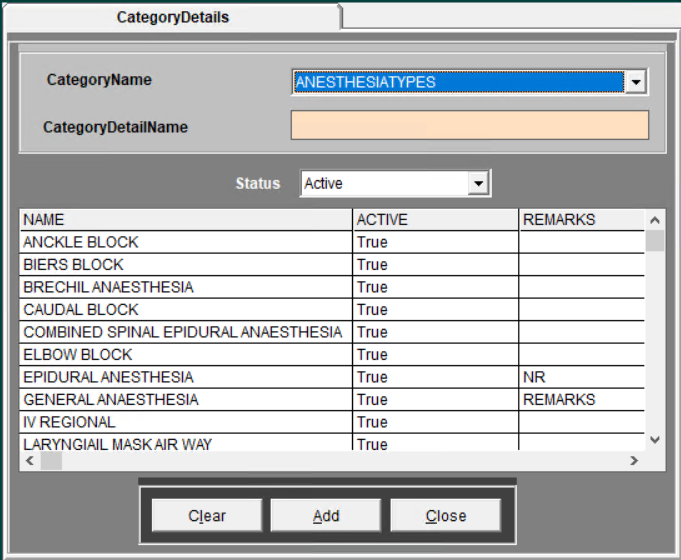 CategoryDetails
CategoryName ANESTHESIATYPES
CategoryDetailName
Status Active
NAME ACTIVE REMARKS
ANCKLE BLOCK True
BIERS BLOCK True
BRECHIL ANAESTHESIA True
CAUDAL BLOCK True
COMBINED SPINAL EPIDURAL ANAESTHESIA True
ELBOW BLOCK True
EPIDURAL ANESTHESIA True NR
GENERAL ANAESTHESIA True REMARKS
IV REGIONAL True
LARYNGIAIL MASK AIR WAY True
Clear Add Close